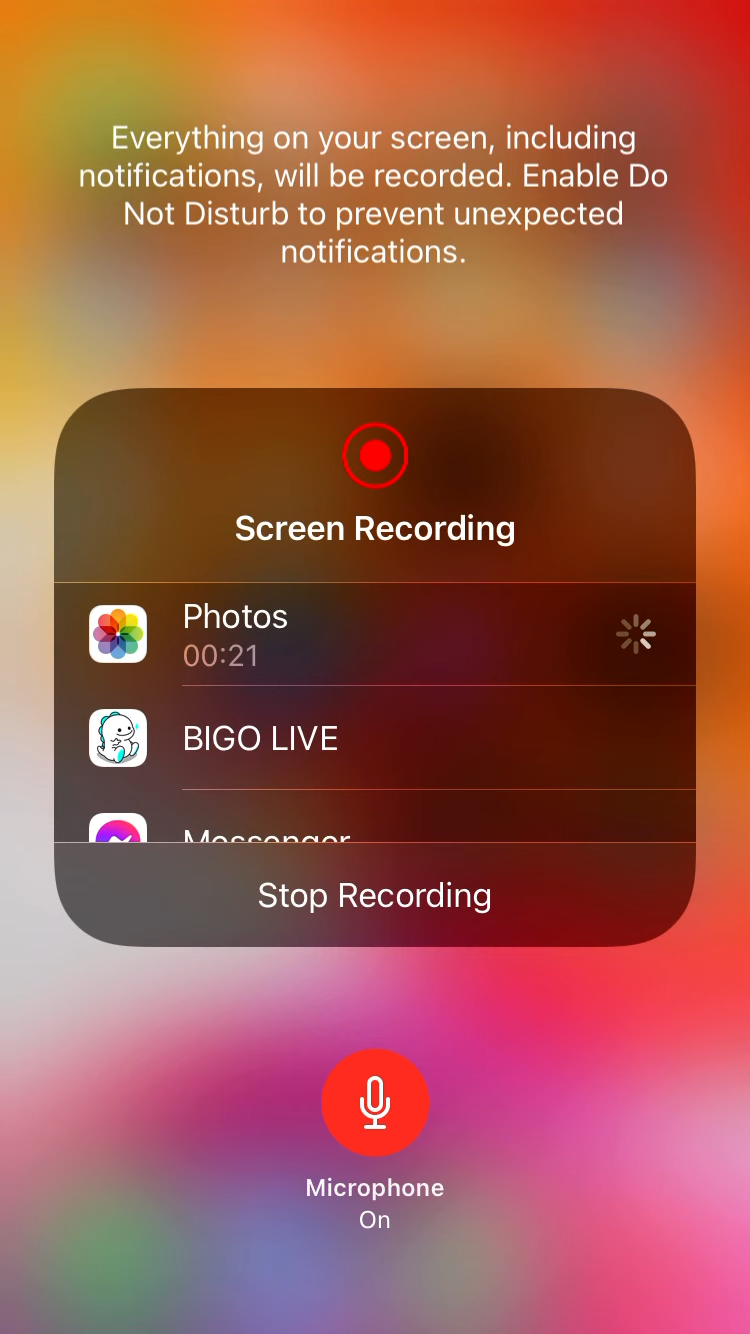 Everything on your screen, including
notifications, will be recorded. Enable Do
Not Disturb to prevent unexpected
notifications.
Screen Recording
Photos
00:21
BIGO LIVE
Messenger
Stop Recording
Microphone
On